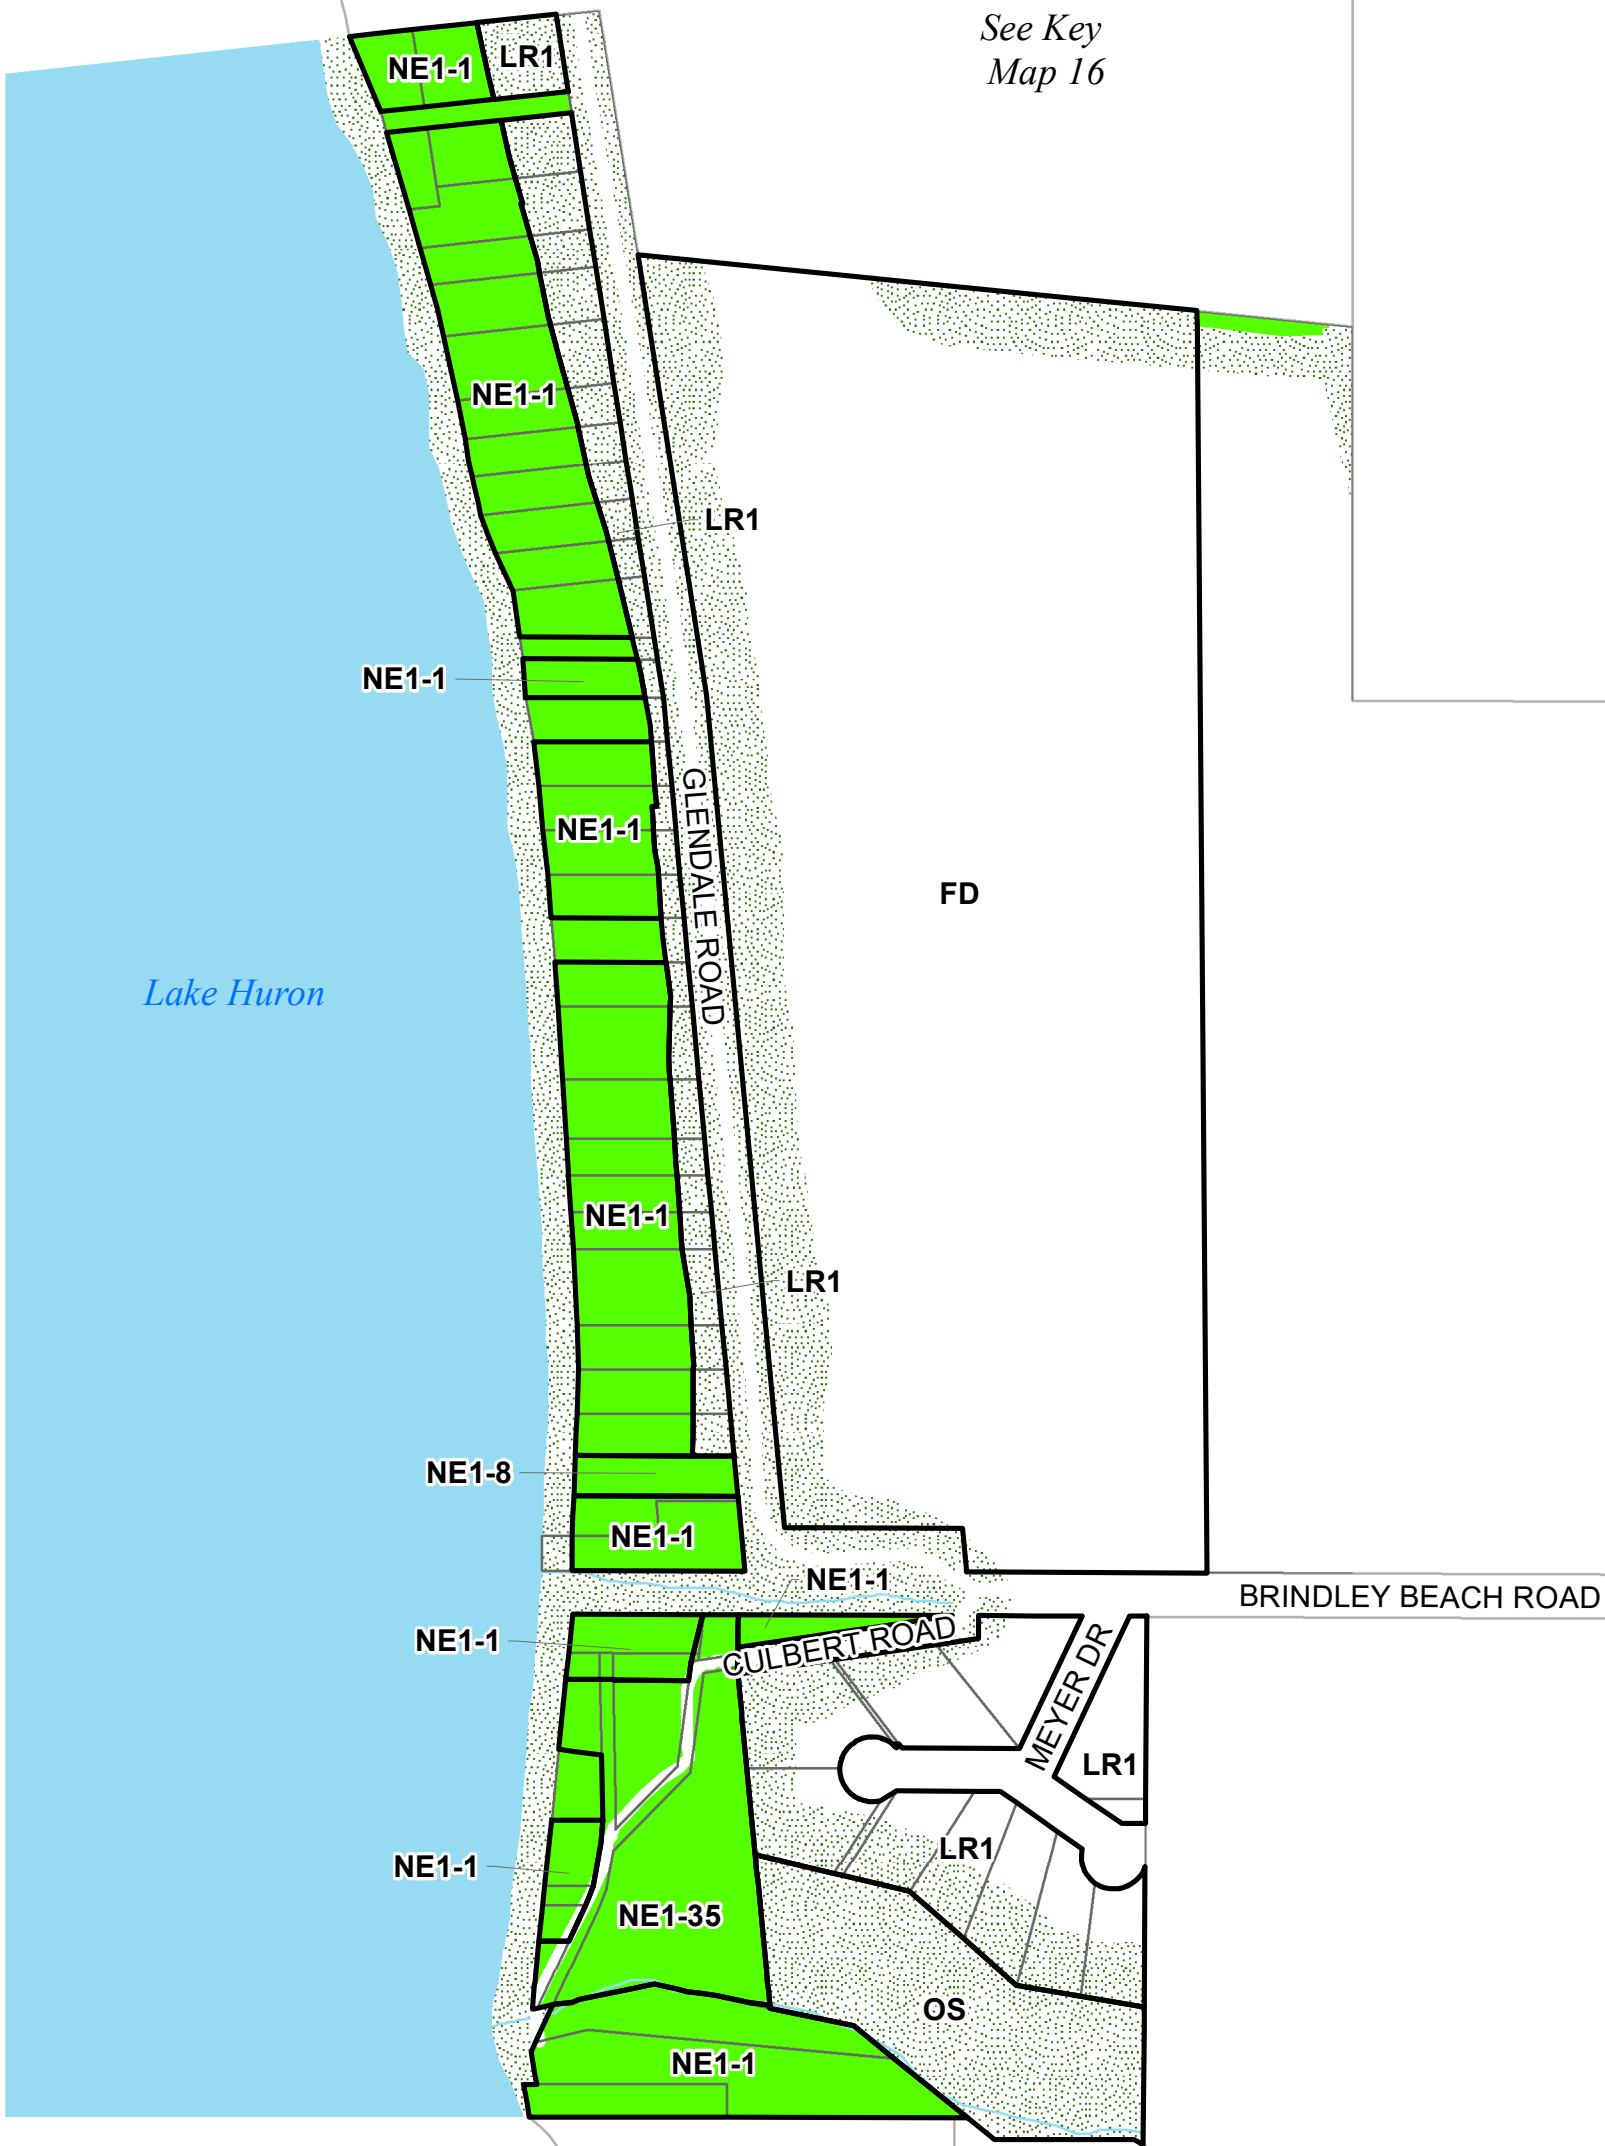 See Key
Map 16
NE1-1
LR1
NE1-1
LR1
NE1-1
GLENDALE ROAD
NE1-1
FD
Lake Huron
NE1-1
LR1
NE1-8
NE1-1
NE1-1
BRINDLEY BEACH ROAD
NE1-1
CULBERT ROAD
MEYER DR
LR1
LR1
NE1-1
NE1-35
OS
NE1-1